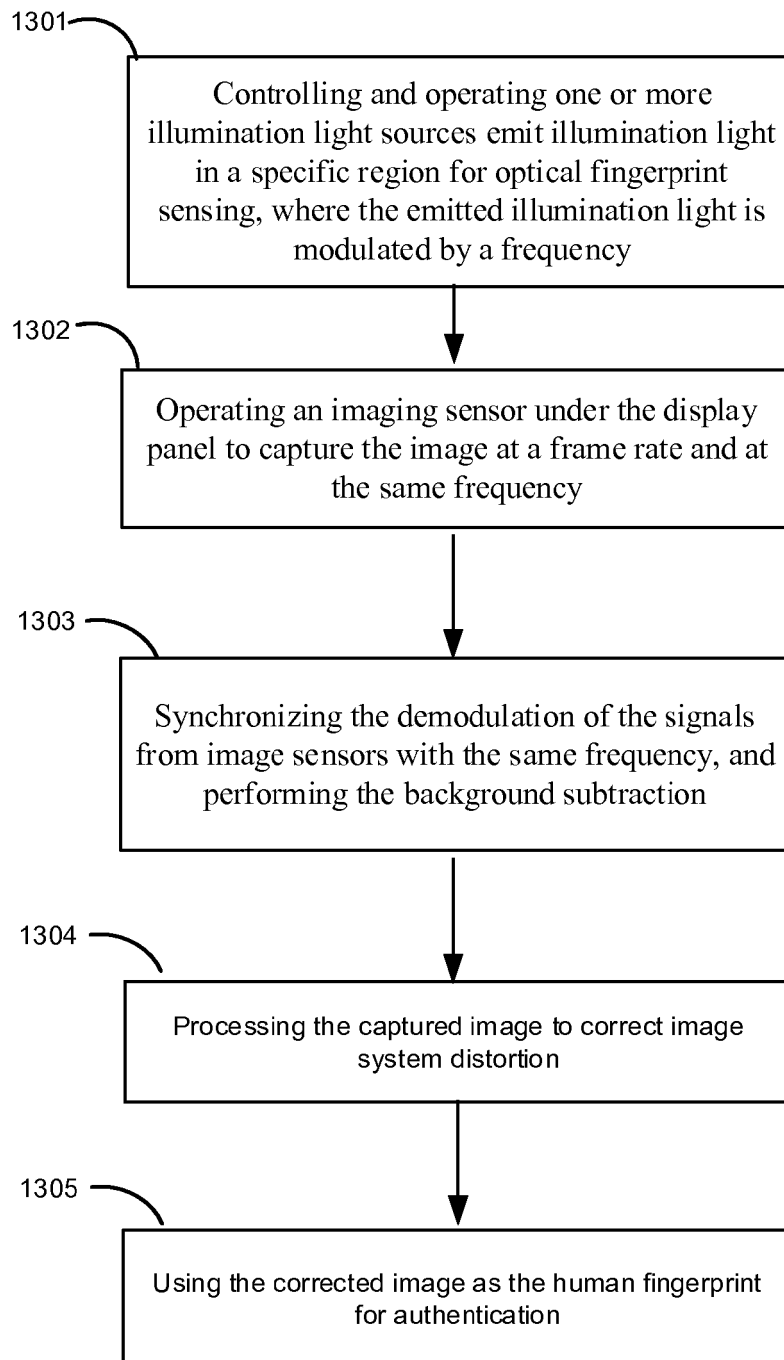 1301
Controlling and operating one or more
illumination light sources emit illumination light
in a specific region for optical fingerprint
sensing, where the emitted illumination light is
modulated by a frequency
1302
Operating an imaging sensor under the display
panel to capture the image at a frame rate and at
the same frequency
1303
Synchronizing the demodulation of the signals
from image sensors with the same frequency, and
performing the background subtraction
1304
Processing the captured image to correct image
system distortion
1305
Using the corrected image as the human fingerprint
for authentication